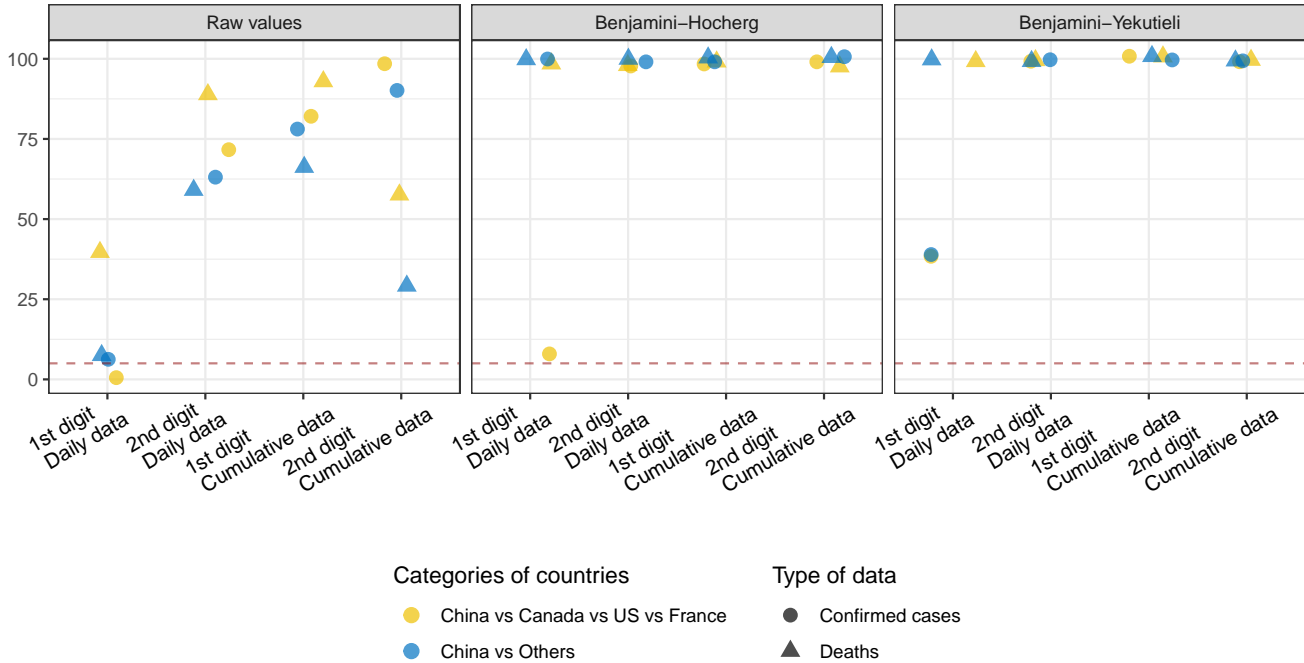 Raw values
Benjamini−Hocherg
Benjamini−Yekutieli
100
75
50
25
0
1st digit
Daily data
2nd digit
Daily data
1st digit
Cumulative data
2nd digit
Cumulative data
1st digit
Daily data
2nd digit
Daily data
1st digit
Cumulative data
2nd digit
Cumulative data
1st digit
Daily data
2nd digit
Daily data
1st digit
Cumulative data
2nd digit
Cumulative data
Categories of countries
China vs Canada vs US vs France
China vs Others
Type of data
Confirmed cases
Deaths